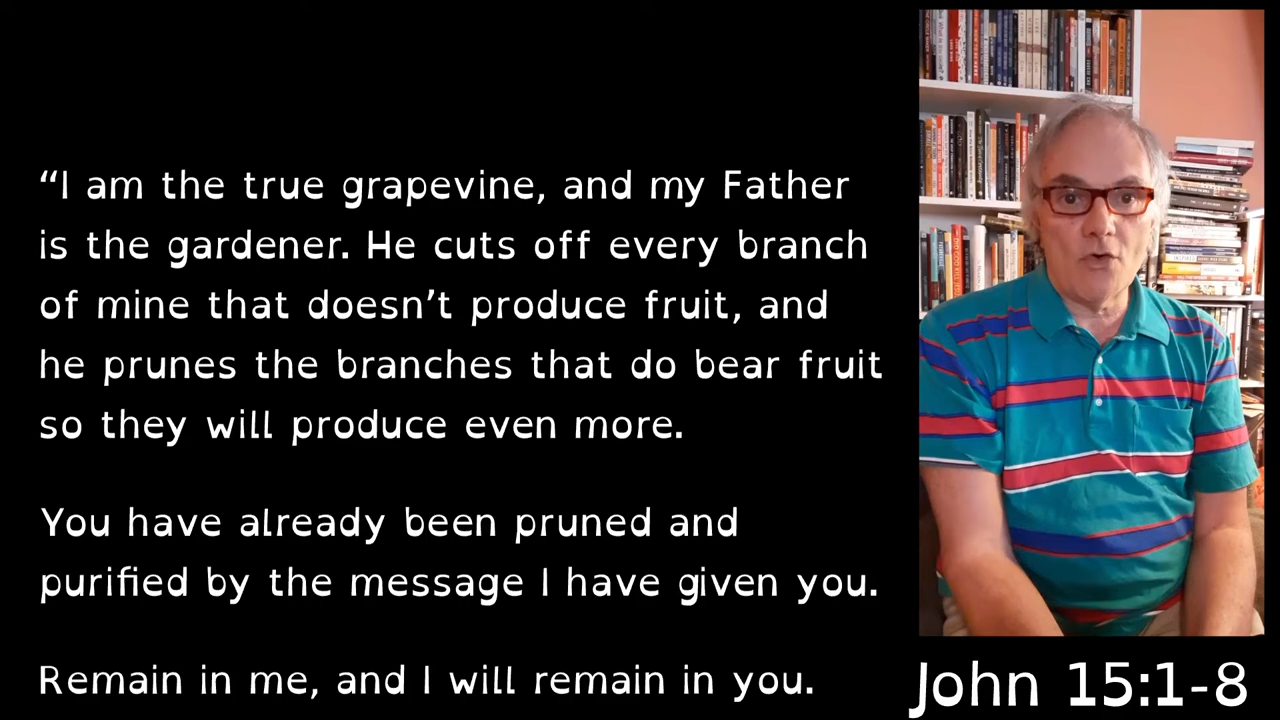 “I am the true grapevine, and my Father
is the gardener. He cuts off every branch
of mine that doesn’t produce fruit, and
he prunes the branches that do bear fruit
so they will produce even more.
You have already been pruned and
purified by the message I have given you.
Remain in me, and I will remain in you.
John 15:1-8